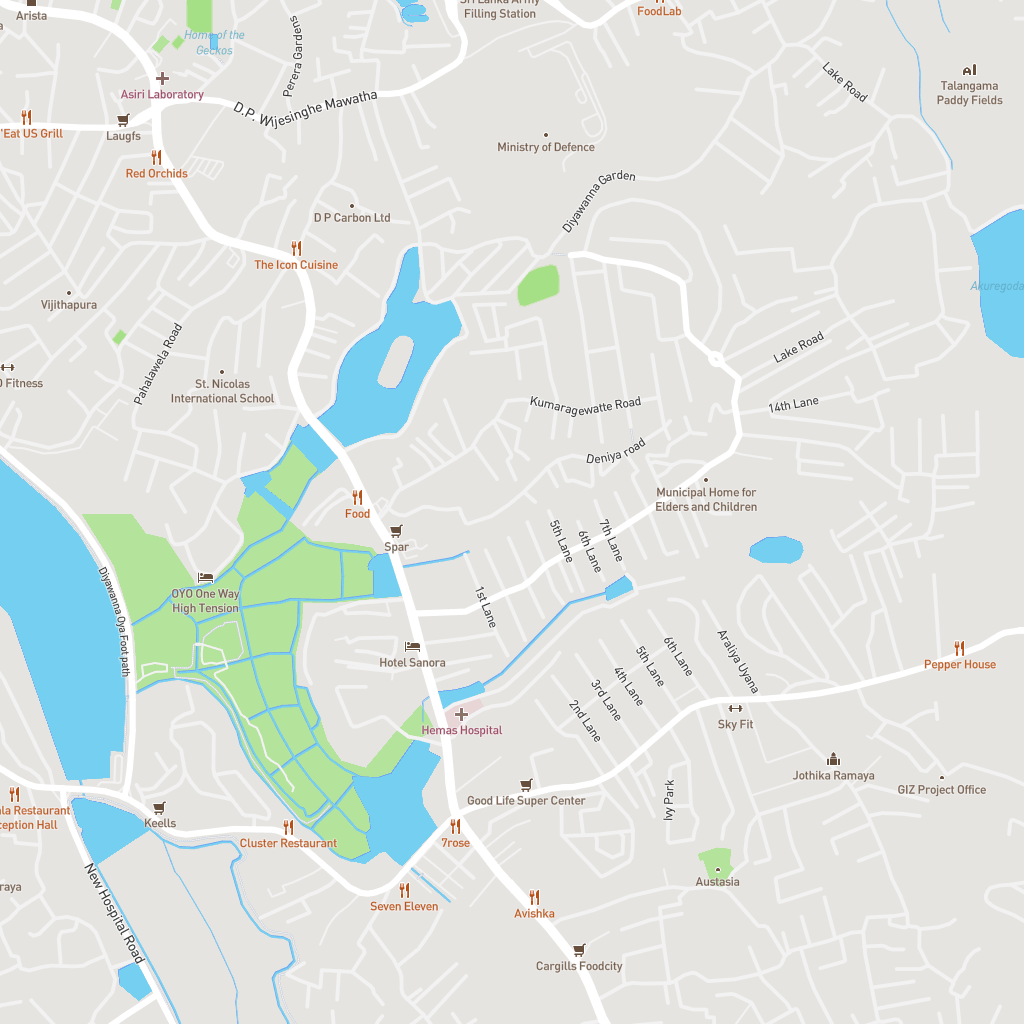 Arista
Sri Lanka Army
Filling Station
FoodLab
Home of the
Geckos
Perera Gardens
Lake Road
Talangama
Paddy Fields
Asiri Laboratory
D.P. Wijesinghe Mawatha
'Eat US Grill
Laugfs
Ministry of Defence
Red Orchids
Diyawanna Garden
D P Carbon Ltd
The Icon Cuisine
Akuregoda
Vijithapura
Pahalawela Road
Lake Road
Fitness
St. Nicolas
International School
Kumaragewatte Road
14th Lane
Deniya road
Municipal Home for
Elders and Children
Food
Spar
5th Lane
6th Lane
7th Lane
Diyawanna Oya Foot path
OYO One Way
High Tension
1st Lane
Hotel Sanora
Araliya Uyana
6th Lane
5th Lane
4th Lane
3rd Lane
2nd Lane
Pepper House
Sky Fit
Hemas Hospital
Jothika Ramaya
GIZ Project Office
Good Life Super Center
Ivy Park
ala Restaurant
ception Hall
Keells
Cluster Restaurant
7rose
New Hospital Road
raya
Austasia
Seven Eleven
Avishka
Cargills Foodcity